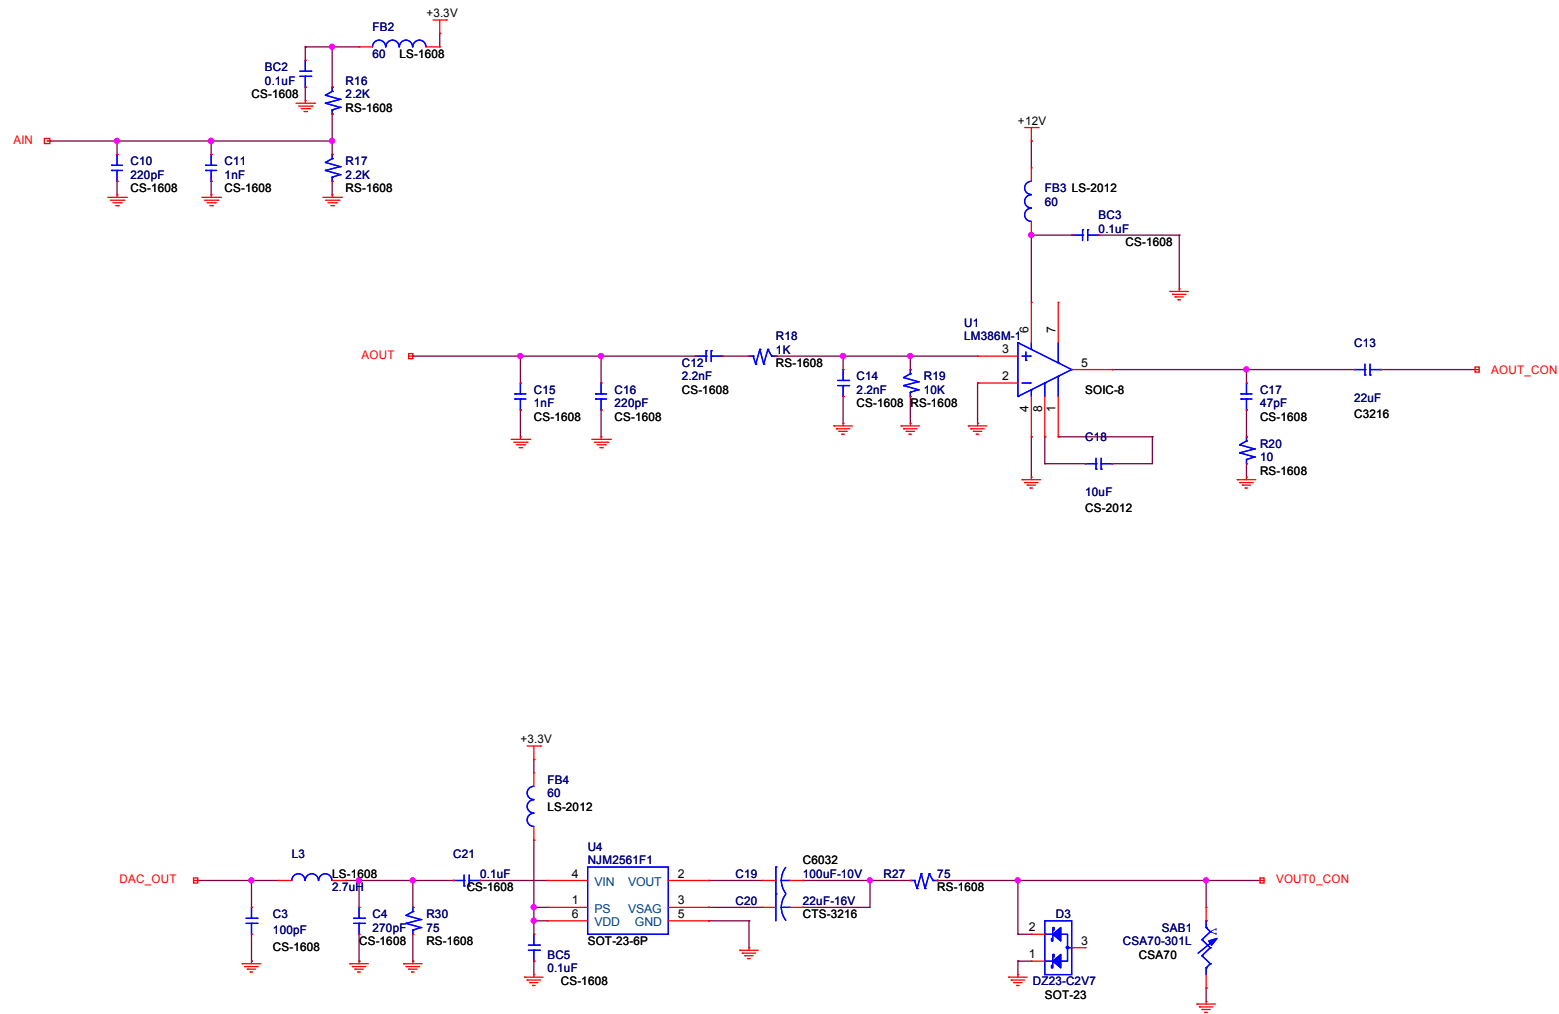 +3.3V
FB2
60 LS-1608
BC2
0.1uF
CS-1608
R16
2.2K
RS-1608
AIN
C10
220pF
CS-1608
C11
1nF
CS-1608
R17
2.2K
RS-1608
+12V
FB3 LS-2012
60
BC3
0.1uF
CS-1608
U1
LM386M-1
6
7
3
2
5
4
8
1
SOIC-8
AOUT
C15
1nF
CS-1608
C16
220pF
CS-1608
C12
2.2nF
CS-1608
R18
1K
RS-1608
C14
2.2nF
CS-1608
R19
10K
RS-1608
C18
10uF
CS-2012
C17
47pF
CS-1608
R20
10
RS-1608
C13
22uF
C3216
AOUT_CON
+3.3V
FB4
60
LS-2012
DAC_OUT
L3
LS-1608
2.7uH
C3
100pF
CS-1608
C4
270pF
CS-1608
R30
75
RS-1608
C21
0.1uF
CS-1608
U4
NJM2561F1
4 VIN VOUT 2
1 PS VSAG 3
6 VDD GND 5
SOT-23-6P
BC5
0.1uF
CS-1608
C19
C6032
100uF-10V
C20
22uF-16V
CTS-3216
R27 75
RS-1608
D3
2
1
3
DZ23-C2V7
SOT-23
SAB1
CSA70-301L
CSA70
VOUT0_CON